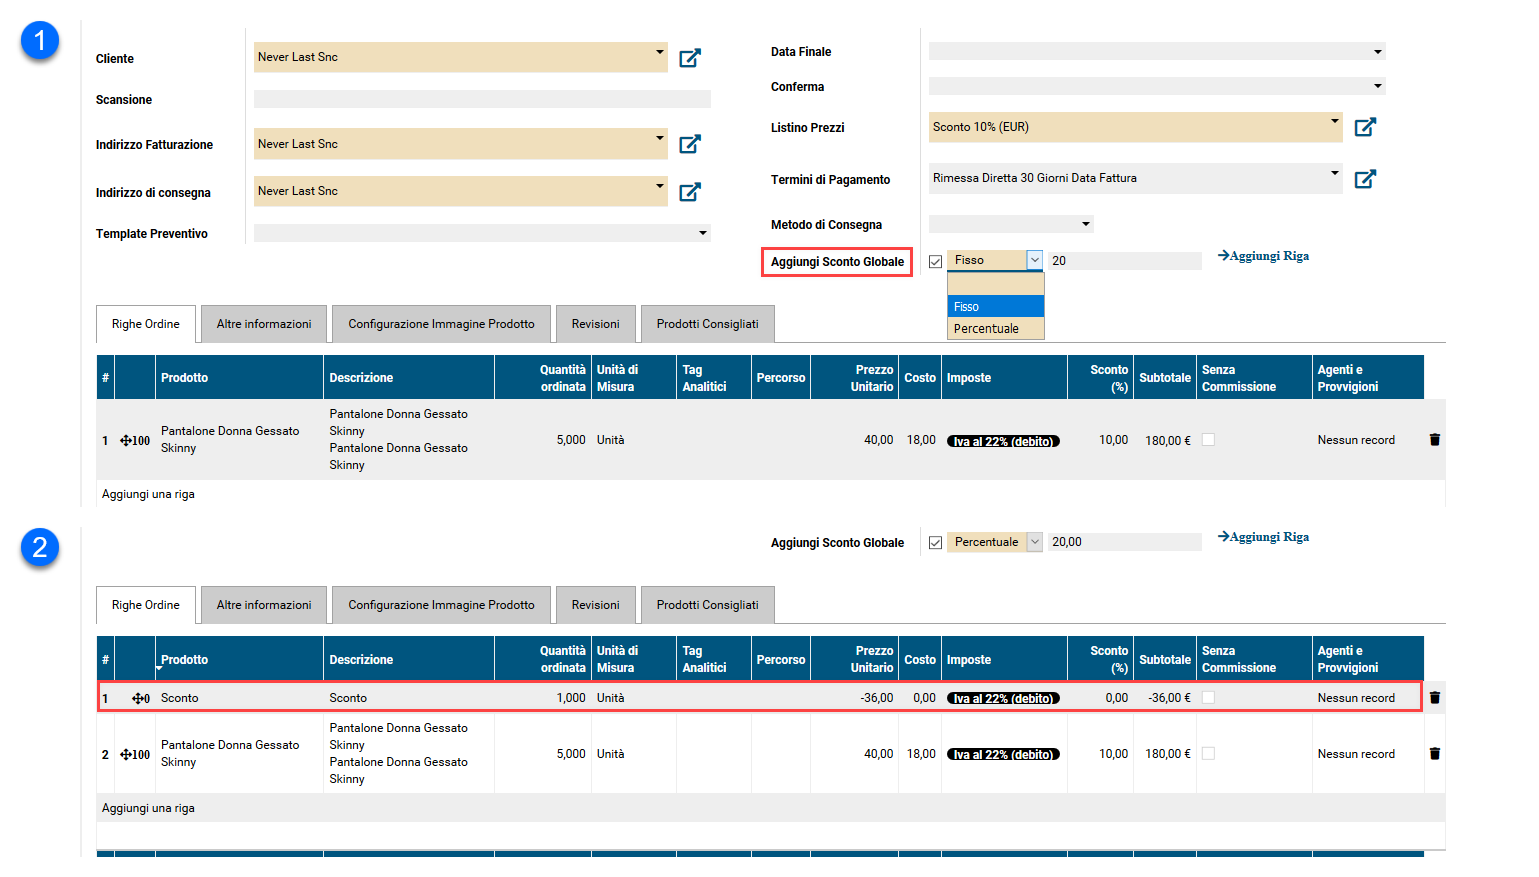 1
Cliente
Never Last Snc
Scansione
Indirizzo Fatturazione
Never Last Snc
Indirizzo di consegna
Never Last Snc
Template Preventivo
Data Finale
Conferma
Listino Prezzi
Sconto 10% (EUR)
Termini di Pagamento
Rimessa Diretta 30 Giorni Data Fattura
Metodo di Consegna
Aggiungi Sconto Globale
Fisso
20
Aggiungi Riga
Fisso
Percentuale
Righe Ordine
Altre informazioni
Configurazione Immagine Prodotto
Revisioni
Prodotti Consigliati
#
Prodotto
Descrizione
Quantità
ordinata
Unità di
Misura
Tag
Analitici
Percorso
Prezzo
Unitario
Costo
Imposte
Sconto
(%)
Subtotale
Senza
Commissione
Agenti e
Provvigioni
1
100
Pantalone Donna Gessato
Skinny
Pantalone Donna Gessato
Skinny
Pantalone Donna Gessato
Skinny
5,000
Unità
40,00
18,00
Iva al 22% (debito)
10,00
180,00 €
Nessun record
Aggiungi una riga
2
Aggiungi Sconto Globale
Percentuale
20,00
Aggiungi Riga
Righe Ordine
Altre informazioni
Configurazione Immagine Prodotto
Revisioni
Prodotti Consigliati
#
Prodotto
Descrizione
Quantità
ordinata
Unità di
Misura
Tag
Analitici
Percorso
Prezzo
Unitario
Costo
Imposte
Sconto
(%)
Subtotale
Senza
Commissione
Agenti e
Provvigioni
1
0
Sconto
Sconto
1,000
Unità
-36,00
0,00
Iva al 22% (debito)
0,00
-36,00 €
Nessun record
2
100
Pantalone Donna Gessato
Skinny
Pantalone Donna Gessato
Skinny
Pantalone Donna Gessato
Skinny
5,000
Unità
40,00
18,00
Iva al 22% (debito)
10,00
180,00 €
Nessun record
Aggiungi una riga